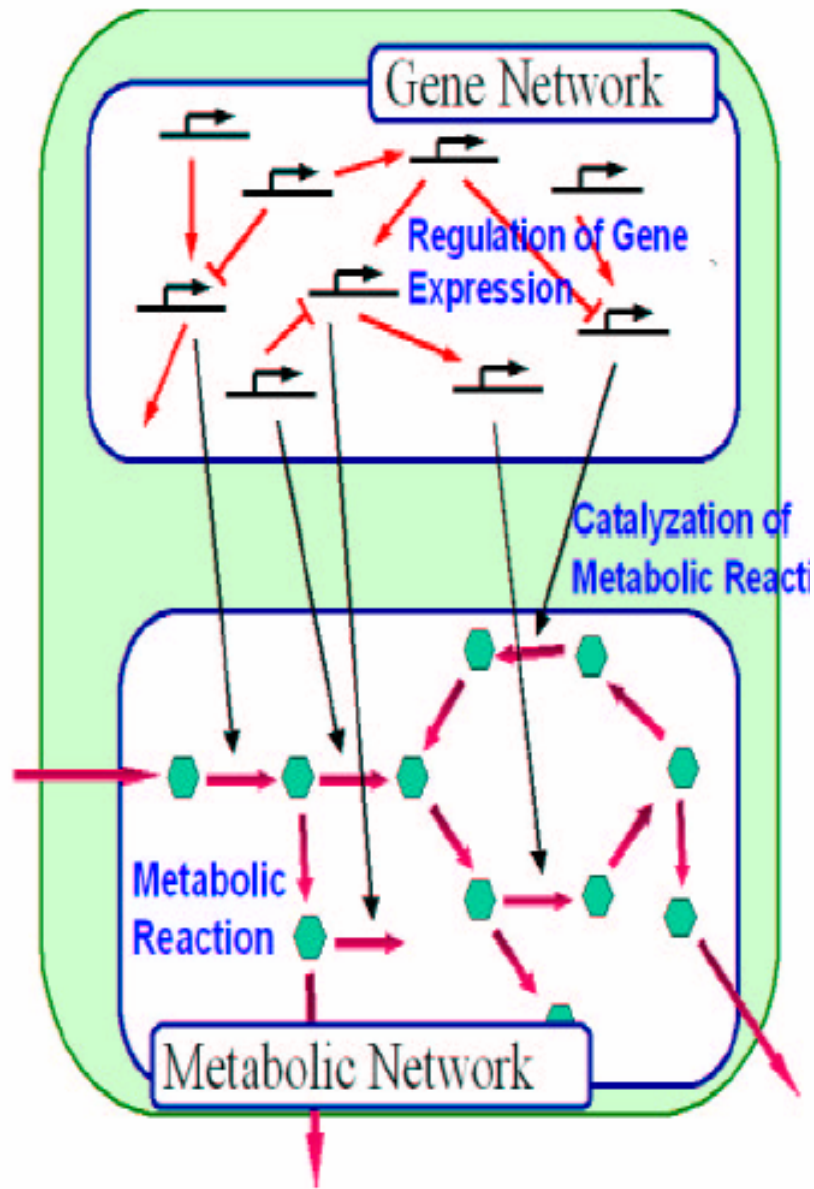 Gene Network
Regulation of Gene
Expression
Catalyzation of
Metabolic Reacti
Metabolic
Reaction
Metabolic Network